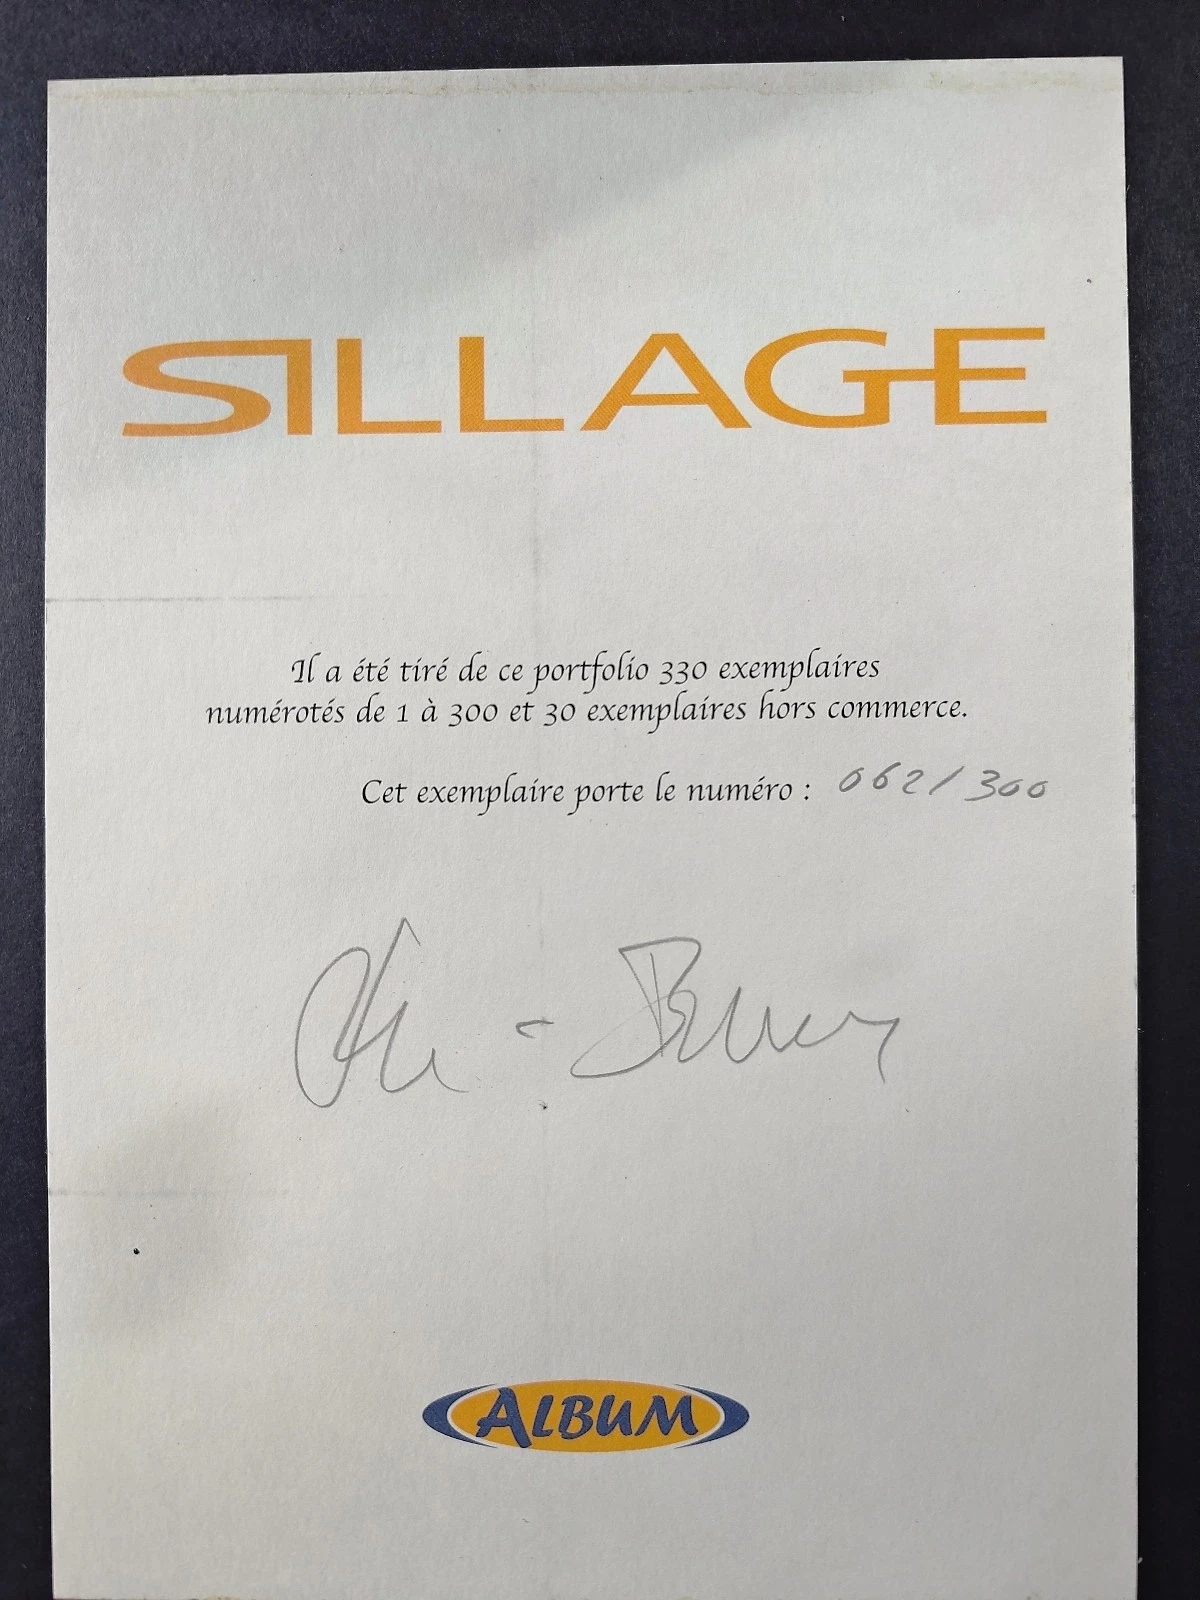 SILLAGE
Il a été tiré de ce portfolio 330 exemplaires
numérotés de 1 à 300 et 30 exemplaires hors commerce.
Cet exemplaire porte le numéro : 062/300
ALBUM